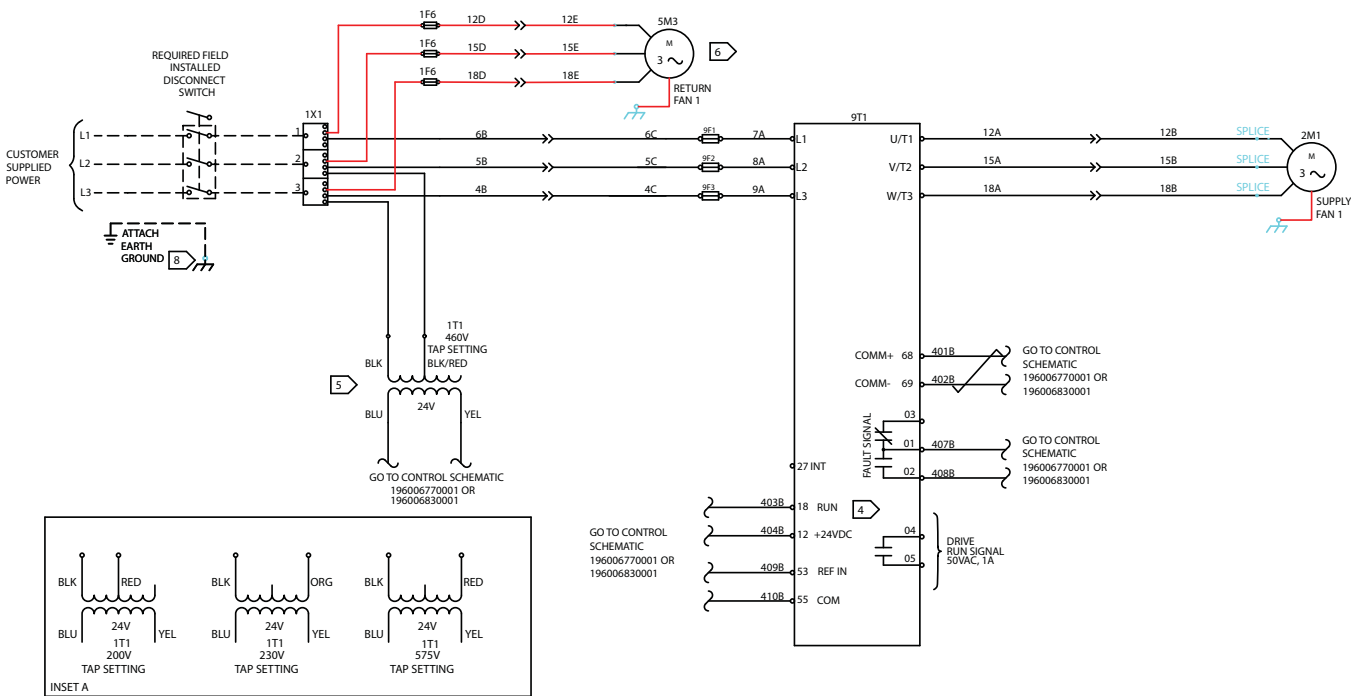 1F6
12D
12E
5M3
M
3
6
1F6
15D
15E
1F6
18D
18E
RETURN
FAN 1
REQUIRED FIELD
INSTALLED
DISCONNECT
SWITCH
1X1
9T1
CUSTOMER
SUPPLIED
POWER
L1
L2
L3
1
2
3
6B
6C
9F1
7A
L1
U/T1
12A
12B
SPLICE
2M1
M
3
5B
5C
9F2
8A
L2
V/T2
15A
15B
SPLICE
4B
4C
9F3
9A
L3
W/T3
18A
18B
SPLICE
SUPPLY
FAN 1
ATTACH
EARTH
GROUND
8
1T1
460V
TAP SETTING
BLK
BLK/RED
5
24V
BLU
YEL
GO TO CONTROL SCHEMATIC
196006770001 OR
196006830001
COMM+ 68
401B
COMM- 69
402B
GO TO CONTROL
SCHEMATIC
196006770001 OR
196006830001
FAULT SIGNAL
03
01
407B
02
408B
GO TO CONTROL
SCHEMATIC
196006770001 OR
196006830001
27 INT
403B
18 RUN
4
404B
12 +24VDC
409B
53 REF IN
410B
55 COM
GO TO CONTROL
SCHEMATIC
196006770001 OR
196006830001
04
05
DRIVE
RUN SIGNAL
50VAC, 1A
BLK
RED
24V
BLU
YEL
1T1
200V
TAP SETTING
BLK
ORG
24V
BLU
YEL
1T1
230V
TAP SETTING
BLK
RED
24V
BLU
YEL
1T1
575V
TAP SETTING
INSET A